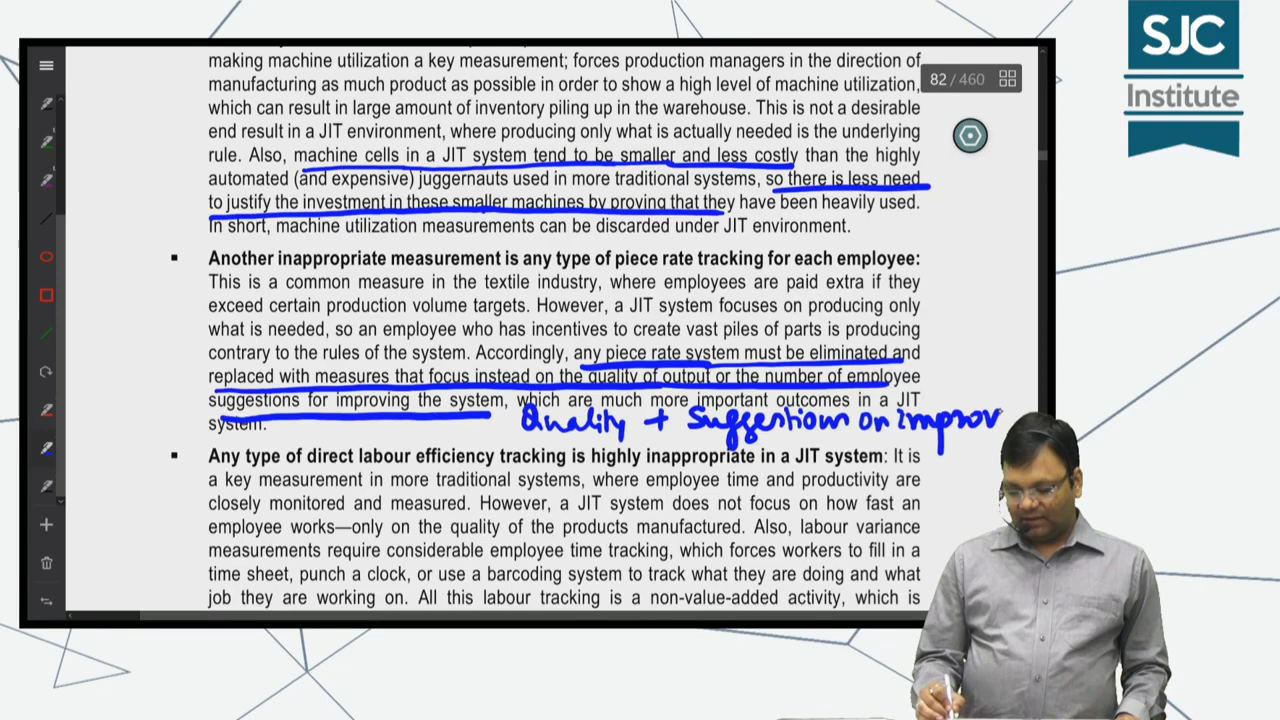 SJC
Institute
82 / 460
making machine utilization a key measurement; forces production managers in the direction of
manufacturing as much product as possible in order to show a high level of machine utilization,
which can result in large amount of inventory piling up in the warehouse. This is not a desirable
end result in a JIT environment, where producing only what is actually needed is the underlying
rule. Also, machine cells in a JIT system tend to be smaller and less costly than the highly
automated (and expensive) juggernauts used in more traditional systems, so there is less need
to justify the investment in these smaller machines by proving that they have been heavily used.
In short, machine utilization measurements can be discarded under JIT environment.
▪ Another inappropriate measurement is any type of piece rate tracking for each employee:
This is a common measure in the textile industry, where employees are paid extra if they
exceed certain production volume targets. However, a JIT system focuses on producing only
what is needed, so an employee who has incentives to create vast piles of parts is producing
contrary to the rules of the system. Accordingly, any piece rate system must be eliminated and
replaced with measures that focus instead on the quality of output or the number of employee
suggestions for improving the system, which are much more important outcomes in a JIT
system.
Quality + Suggestions on improv
▪ Any type of direct labour efficiency tracking is highly inappropriate in a JIT system: It is
a key measurement in more traditional systems, where employee time and productivity are
closely monitored and measured. However, a JIT system does not focus on how fast an
employee works—only on the quality of the products manufactured. Also, labour variance
measurements require considerable employee time tracking, which forces workers to fill in a
time sheet, punch a clock, or use a barcoding system to track what they are doing and what
job they are working on. All this labour tracking is a non-value-added activity, which is